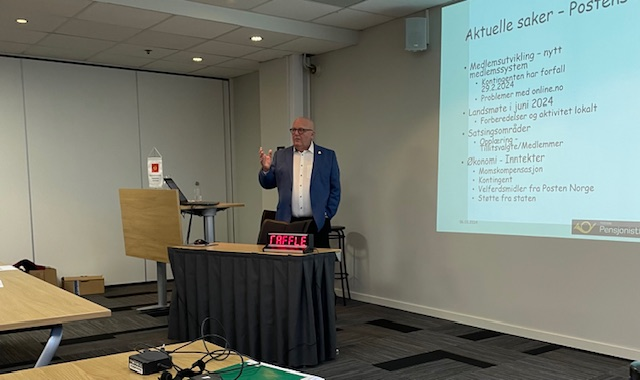 Aktuelle saker – Postens
• Medlemsutvikling – nytt
medlemssystem
• Kontingenten har forfall
29.2.2024
• Problemer med online.no
• Landsmøte i juni 2024
• Forberedelser og aktivitet lokalt
• Satsingsområder
• Opplæring –
Tillitsvalgte/Medlemmer
• Økonomi - Inntekter
• Momskompensasjon
• Kontingent
• Velferdsmidler fra Posten Norge
• Støtte fra staten
Pensjonist
TAFFLE